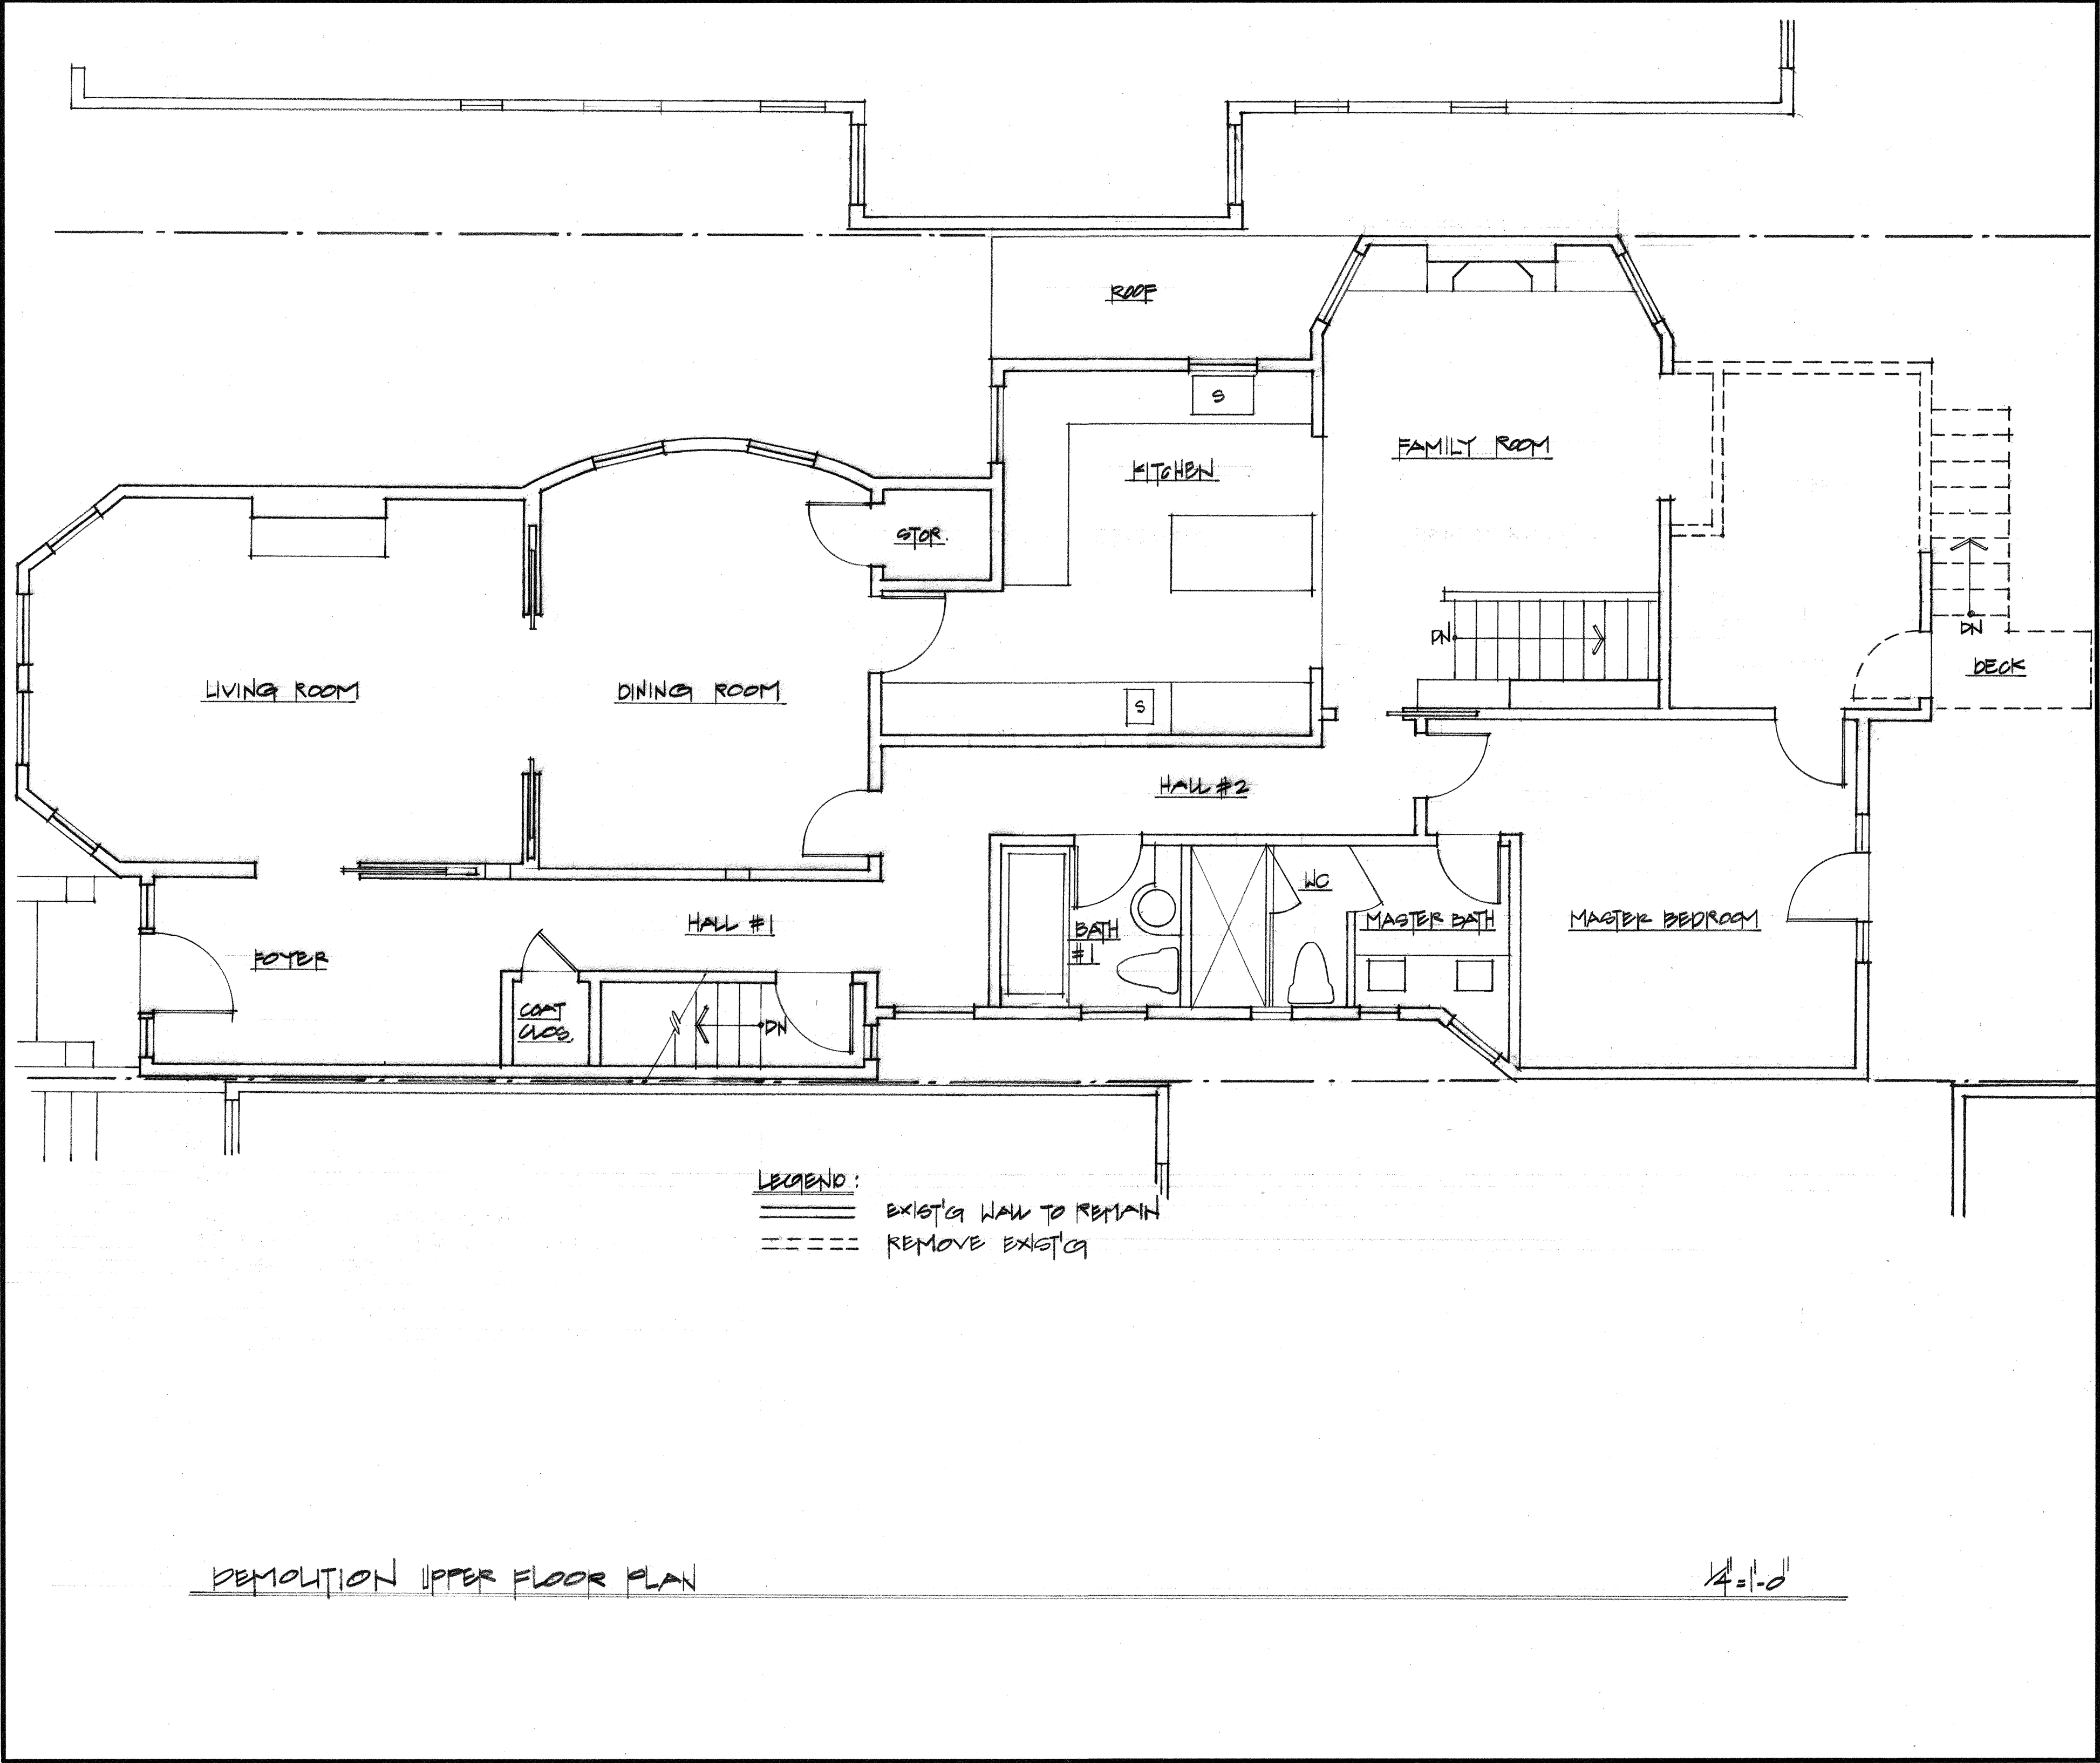 ROOF
S
FAMILY ROOM
KITCHEN
STOR.
DN
DN
DECK
LIVING ROOM
DINING ROOM
S
HALL #2
WC
HALL #1
MASTER BATH
MASTER BEDROOM
BATH
#1
FOYER
COAT
CLOS.
DN
LEGEND:
EXIST'G WALL TO REMAIN
REMOVE EXIST'G
DEMOLITION UPPER FLOOR PLAN
1/4"=1'-0"